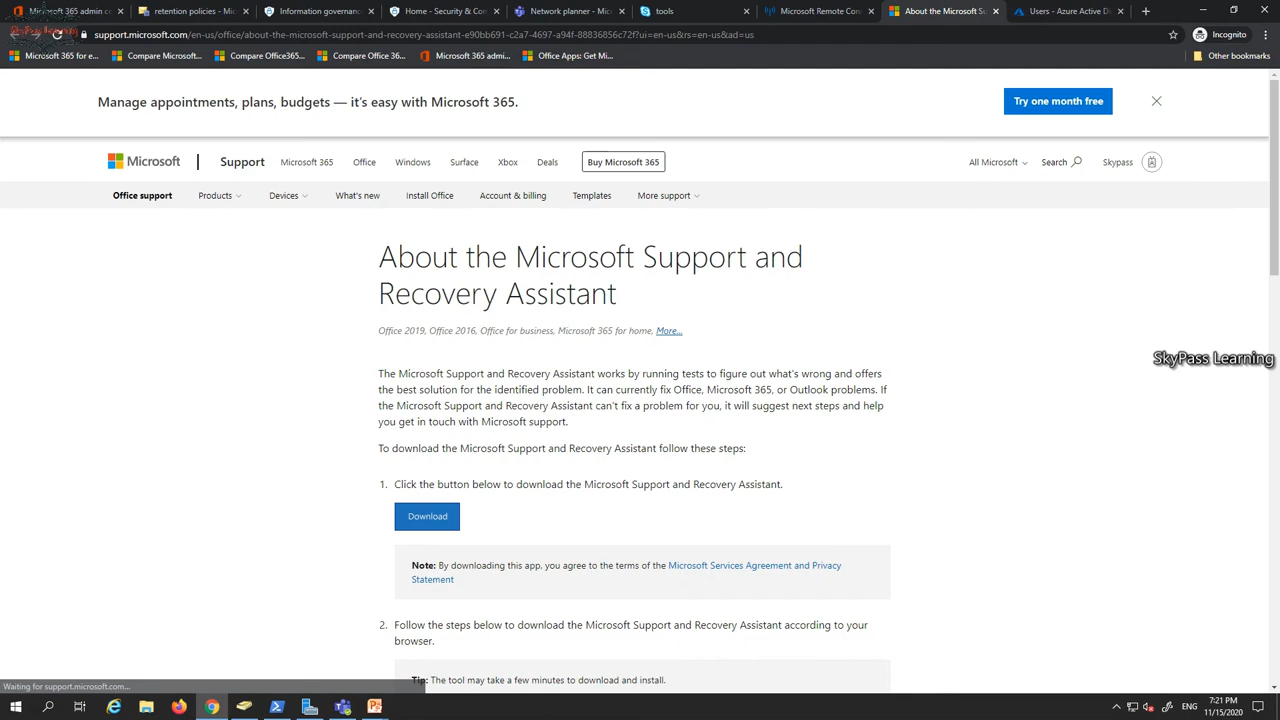 Microsoft 365 admin c
retention policies - Micros
Information governanc
Home - Security & Com
Network planner - Micros
tools
Microsoft Remote Conn
About the Microsoft Su
Users - Azure Active Di
support.microsoft.com/en-us/office/about-the-microsoft-support-and-recovery-assistant-e90bb691-c2a7-4697-a94f-88836856c72f?ui=en-us&rs=en-us&ad=us
Incognito
Microsoft 365 for e...
Compare Microsoft...
Compare Office365...
Compare Office 36...
Microsoft 365 admi...
Office Apps: Get Mi...
Other bookmarks
Manage appointments, plans, budgets — it's easy with Microsoft 365.
Try one month free
Microsoft
Support
Microsoft 365
Office
Windows
Surface
Xbox
Deals
Buy Microsoft 365
All Microsoft
Search
Skypass
Office support
Products
Devices
What's new
Install Office
Account & billing
Templates
More support
About the Microsoft Support and
Recovery Assistant
Office 2019, Office 2016, Office for business, Microsoft 365 for home, More...
SkyPass Learning
The Microsoft Support and Recovery Assistant works by running tests to figure out what's wrong and offers
the best solution for the identified problem. It can currently fix Office, Microsoft 365, or Outlook problems. If
the Microsoft Support and Recovery Assistant can't fix a problem for you, it will suggest next steps and help
you get in touch with Microsoft support.
To download the Microsoft Support and Recovery Assistant follow these steps:
1. Click the button below to download the Microsoft Support and Recovery Assistant.
Download
Note: By downloading this app, you agree to the terms of the Microsoft Services Agreement and Privacy
Statement
2. Follow the steps below to download the Microsoft Support and Recovery Assistant according to your
browser.
Tip: The tool may take a few minutes to download and install.
Waiting for support.microsoft.com...
ENG
7:21 PM
11/15/2020